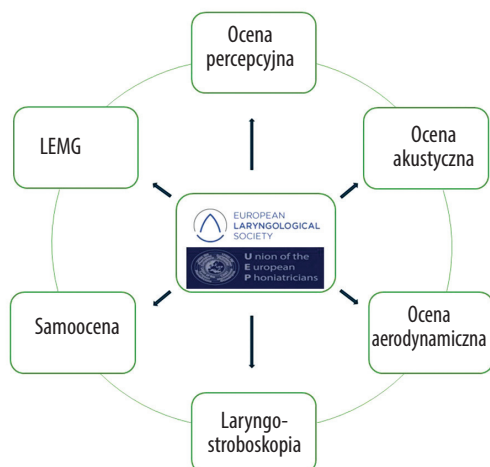 Ocena
percepcyjna
LEMG
Ocena
akustyczna
EUROPEAN
LARYNGOLOGICAL
SOCIETY
Union of the
European
Phoniatricians
Samoocena
Ocena
aerodynamiczna
Laryngo-
stroboskopia